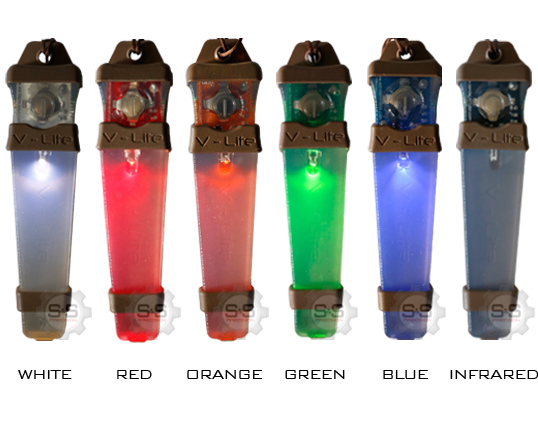 V-Lite V-Lite V-Lite V-Lite V-Lite V-Lite
S&S S&S S&S S&S S&S S&S
WHITE RED ORANGE GREEN BLUE INFRARED